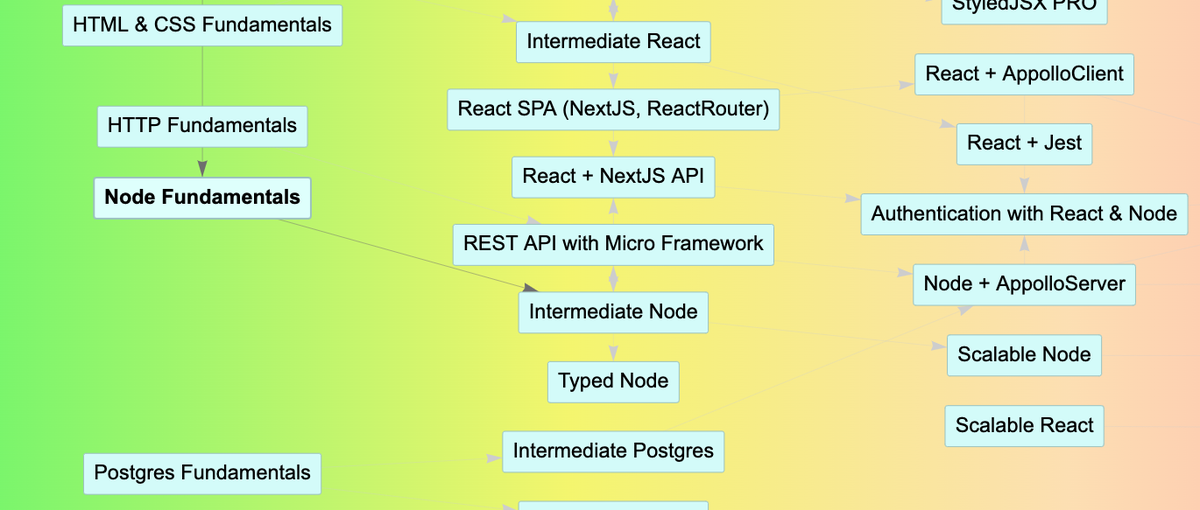 HTML & CSS Fundamentals
HTTP Fundamentals
Node Fundamentals
Postgres Fundamentals
Intermediate React
React SPA (NextJS, ReactRouter)
React + NextJS API
REST API with Micro Framework
Intermediate Node
Typed Node
Intermediate Postgres
StyledJSX PRO
React + AppolloClient
React + Jest
Authentication with React & Node
Node + AppolloServer
Scalable Node
Scalable React